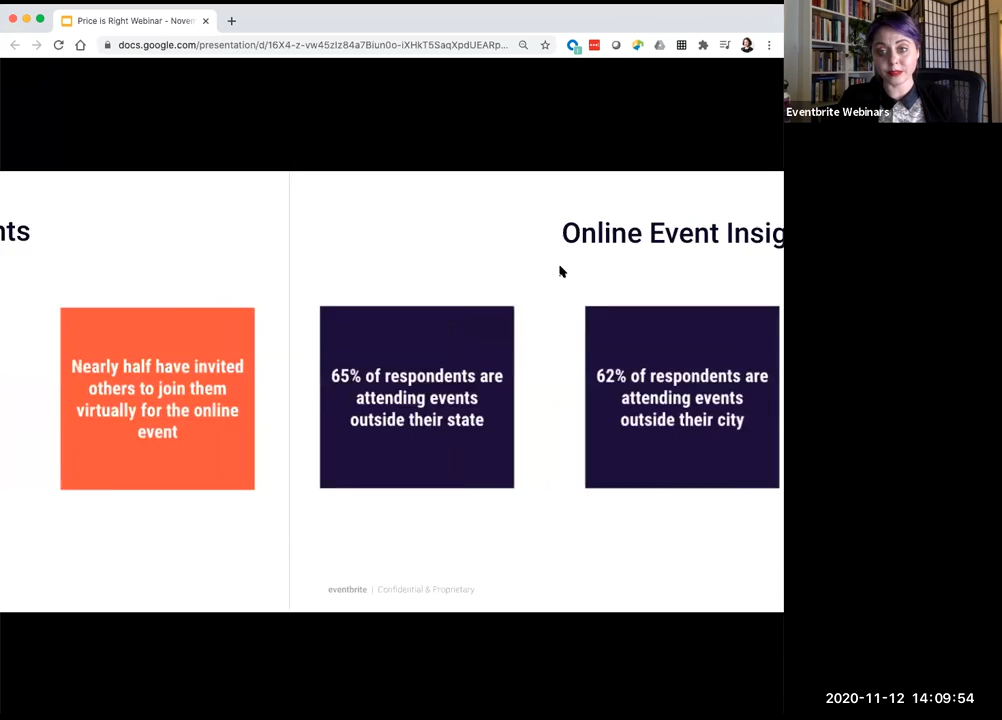 Price is Right Webinar - Noven
docs.google.com/presentation/d/16X4-z-vw45zIz84a7Biun0o-iXHkT5SaqXpdUEARp...
Eventbrite Webinars
nts
Online Event Insig
Nearly half have invited
others to join them
virtually for the online
event
65% of respondents are
attending events
outside their state
62% of respondents are
attending events
outside their city
eventbrite | Confidential & Proprietary
2020-11-12 14:09:54